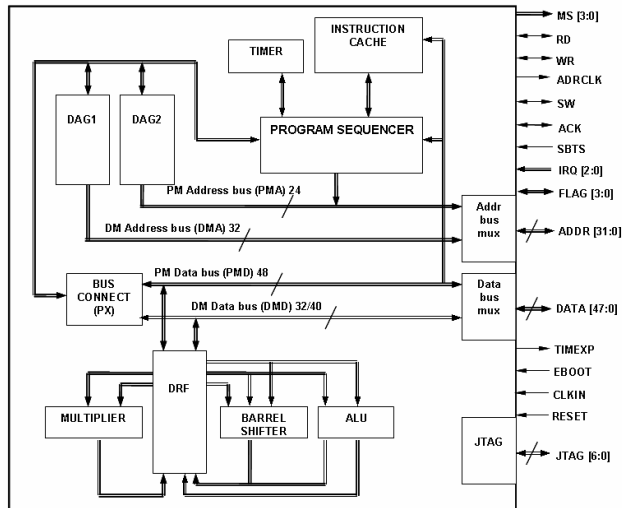 MS [3:0]
INSTRUCTION
CACHE
TIMER
RD
WR
ADRCLK
DAG1
DAG2
SW
PROGRAM SEQUENCER
ACK
SBTS
IRQ [2:0]
PM Address bus (PMA) 24
FLAG [3:0]
Addr
bus
mux
DM Address bus (DMA) 32
ADDR [31:0]
PM Data bus (PMD) 48
BUS
CONNECT
(PX)
Data
bus
mux
DM Data bus (DMD) 32/40
DATA [47:0]
TIMEXP
EBOOT
DRF
CLKIN
MULTIPLIER
BARREL
SHIFTER
ALU
RESET
JTAG
JTAG [6:0]